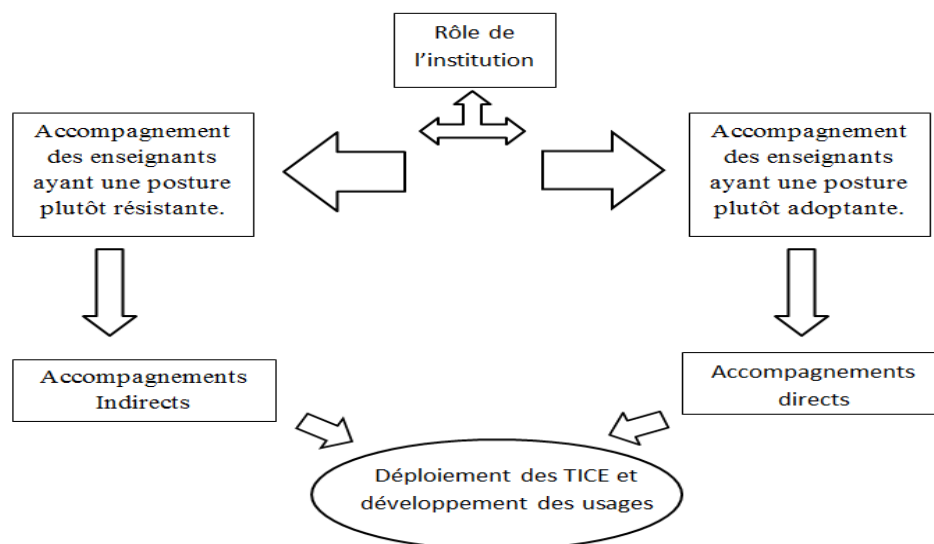 Rôle de
l’institution
Accompagnement
des enseignants
ayant une posture
plutôt résistante.
Accompagnement
des enseignants
ayant une posture
plutôt adoptante.
Accompagnements
Indirects
Accompagnements
directs
Déploiement des TICE et
développement des usages